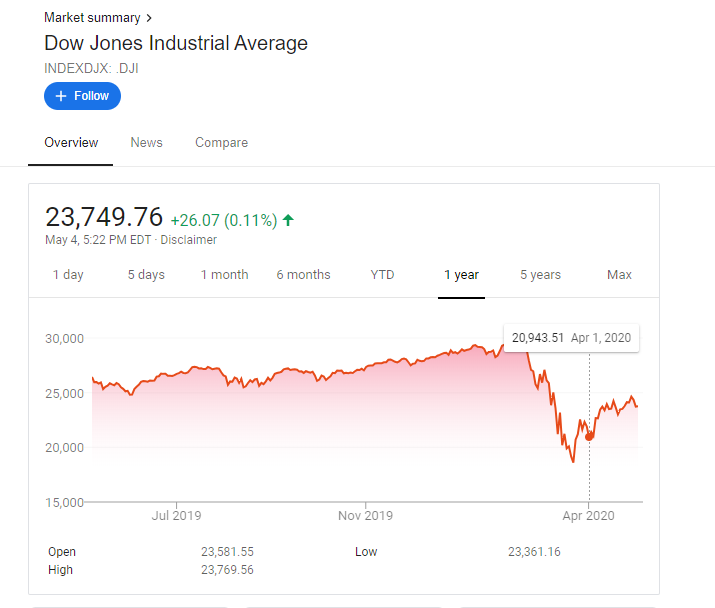 Market summary >
Dow Jones Industrial Average
INDEXDJX: .DJI
+ Follow
Overview News Compare
23,749.76 +26.07 (0.11%) ↑
May 4, 5:22 PM EDT · Disclaimer
1 day 5 days 1 month 6 months YTD 1 year 5 years Max
20,943.51 Apr 1, 2020
30,000
25,000
20,000
15,000
Jul 2019 Nov 2019 Apr 2020
Open 23,581.55 Low 23,361.16
High 23,769.56